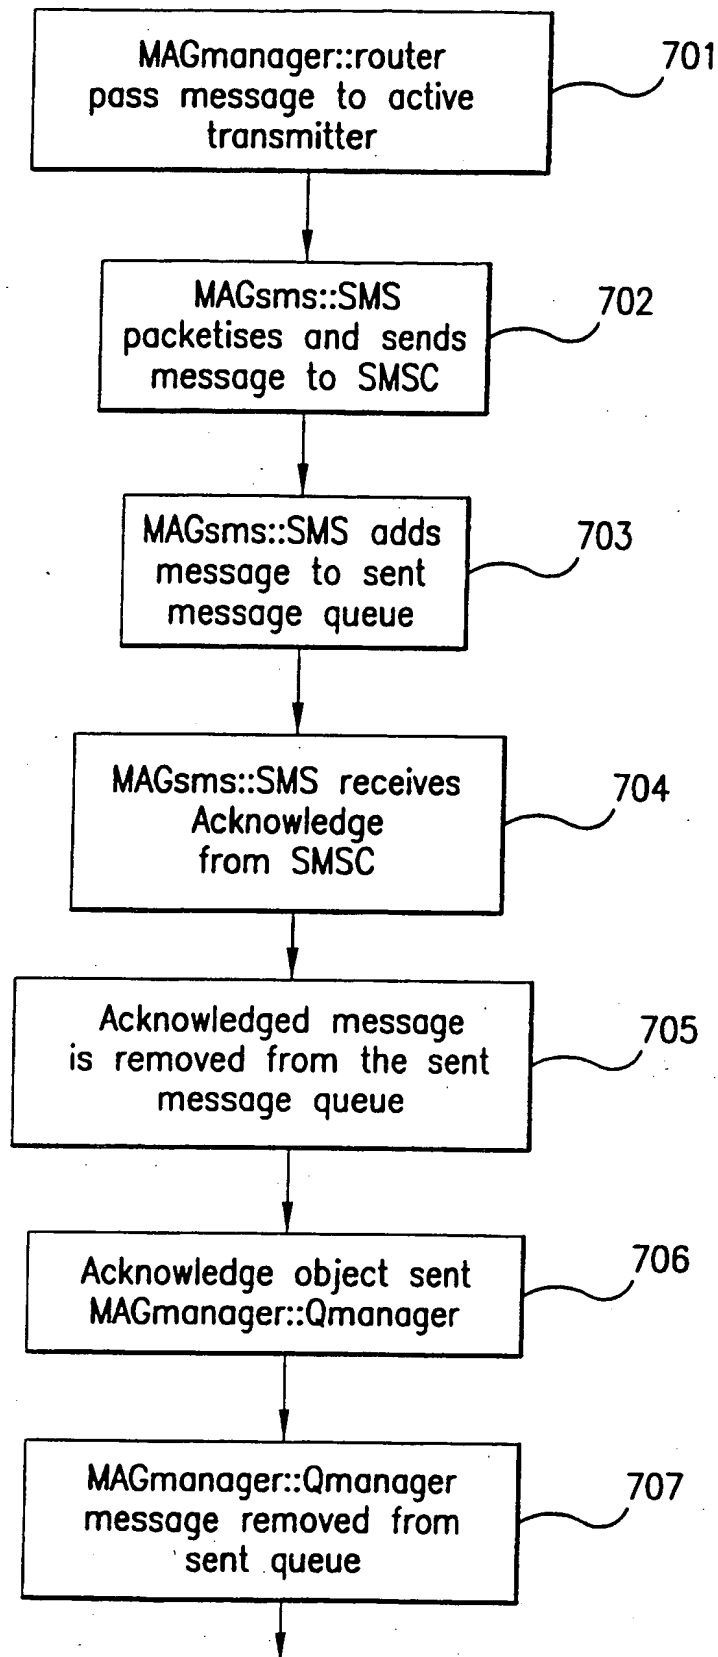 MAGmanager::router
pass message to active
transmitter
701
MAGsms::SMS
packetises and sends
message to SMSC
702
MAGsms::SMS adds
message to sent
message queue
703
MAGsms::SMS receives
Acknowledge
from SMSC
704
Acknowledged message
is removed from the sent
message queue
705
Acknowledge object sent
MAGmanager::Qmanager
706
MAGmanager::Qmanager
message removed from
sent queue
707